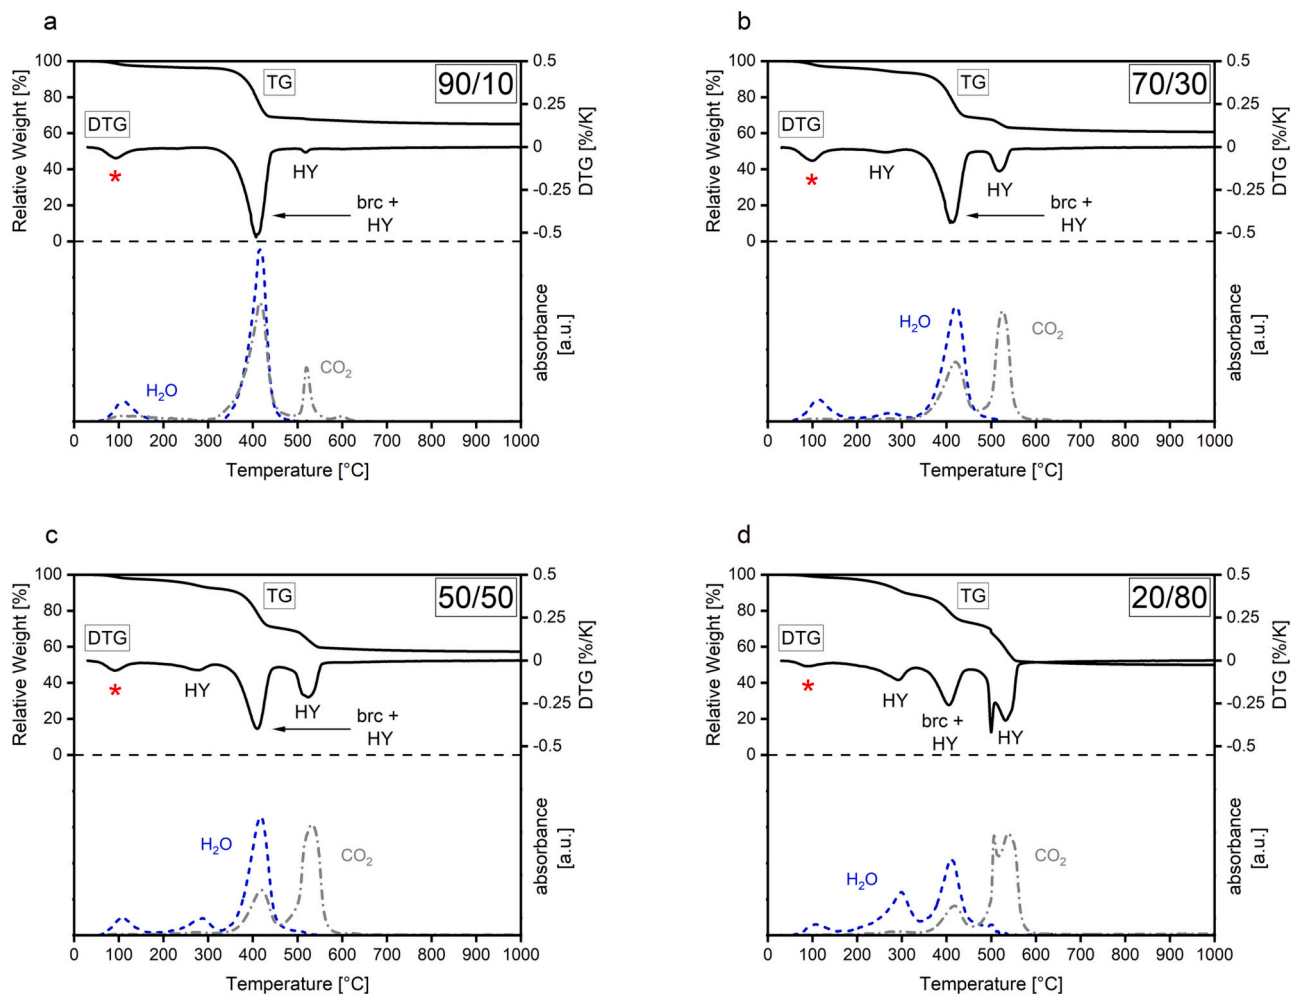 a
100
80
60
40
20
0
Relative Weight [%]
0.5
0.25
0
-0.25
-0.5
DTG [%/K]
90/10
TG
DTG
*
HY
brc +
HY
H₂O
CO₂
absorbance
[a.u.]
0 100 200 300 400 500 600 700 800 900 1000
Temperature [°C]
b
100
80
60
40
20
0
Relative Weight [%]
0.5
0.25
0
-0.25
-0.5
DTG [%/K]
70/30
TG
DTG
*
HY
HY
brc +
HY
H₂O
CO₂
absorbance
[a.u.]
0 100 200 300 400 500 600 700 800 900 1000
Temperature [°C]
c
100
80
60
40
20
0
Relative Weight [%]
0.5
0.25
0
-0.25
-0.5
DTG [%/K]
50/50
TG
DTG
*
HY
HY
brc +
HY
H₂O
CO₂
absorbance
[a.u.]
0 100 200 300 400 500 600 700 800 900 1000
Temperature [°C]
d
100
80
60
40
20
0
Relative Weight [%]
0.5
0.25
0
-0.25
-0.5
DTG [%/K]
20/80
TG
DTG
*
HY
brc +
HY
HY
H₂O
CO₂
absorbance
[a.u.]
0 100 200 300 400 500 600 700 800 900 1000
Temperature [°C]